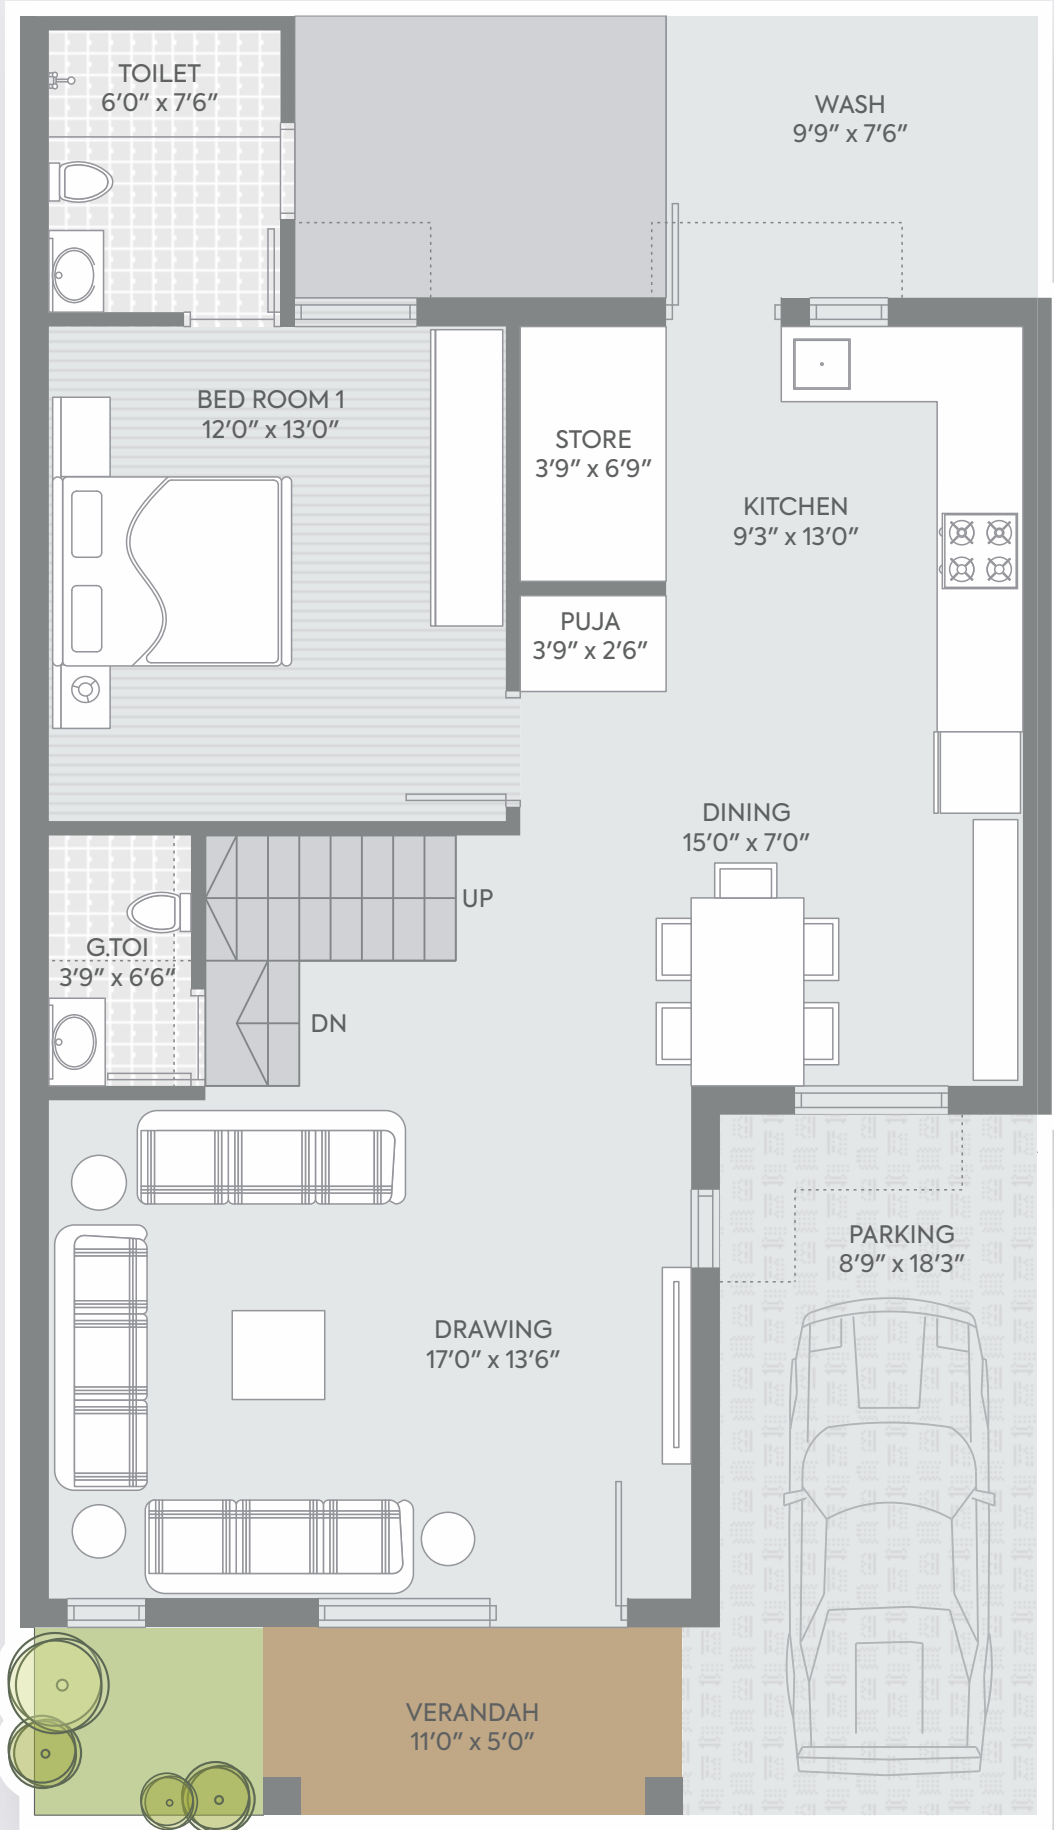 TOILET
6’0” x 7’6”
WASH
9’9” x 7’6”
BED ROOM 1
12’0” x 13’0”
STORE
3’9” x 6’9”
KITCHEN
9’3” x 13’0”
PUJA
3’9” x 2’6”
DINING
15’0” x 7’0”
UP
G.TOI
3’9” x 6’6”
DN
PARKING
8’9” x 18’3”
DRAWING
17’0” x 13’6”
VERANDAH
11’0” x 5’0”